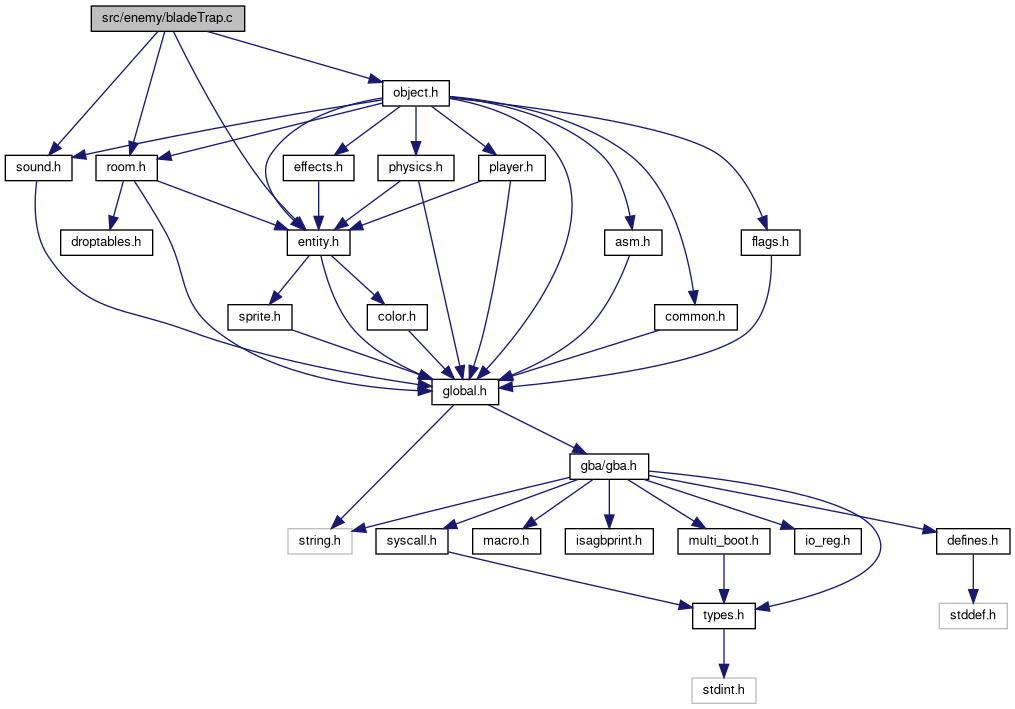 src/enemy/bladeTrap.c
object.h
sound.h
room.h
effects.h
physics.h
player.h
droptables.h
entity.h
asm.h
flags.h
sprite.h
color.h
common.h
global.h
gba/gba.h
string.h
syscall.h
macro.h
isagbprint.h
multi_boot.h
io_reg.h
defines.h
types.h
stddef.h
stdint.h